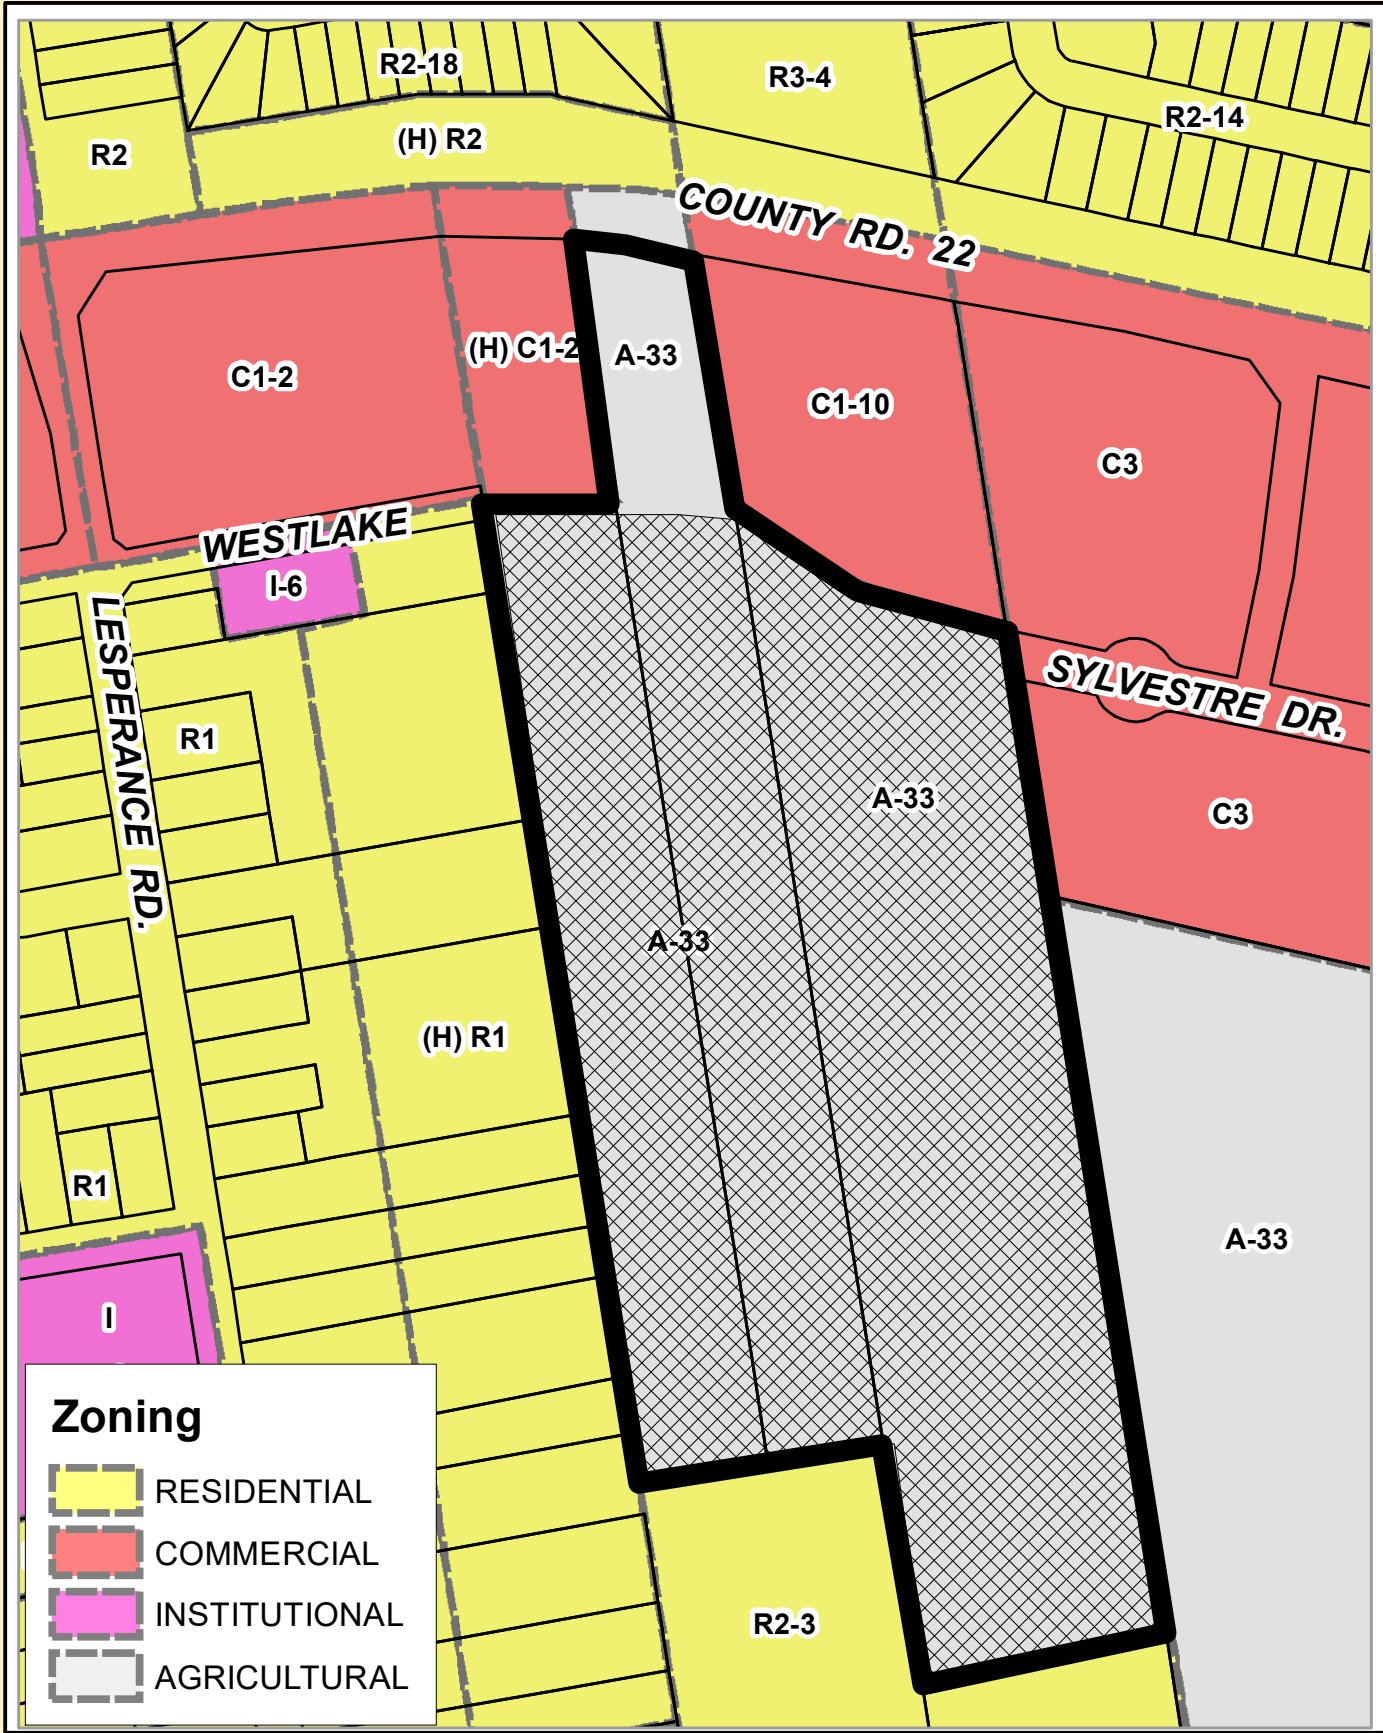 R2-18
R3-4
R2-14
(H) R2
R2
COUNTY RD. 22
(H) C1-2
A-33
C1-2
C1-10
C3
WESTLAKE
I-6
LESPERANCE RD.
SYLVESTRE DR.
R1
A-33
C3
A-33
(H) R1
R1
A-33
I
R2-3
Zoning
RESIDENTIAL
COMMERCIAL
INSTITUTIONAL
AGRICULTURAL